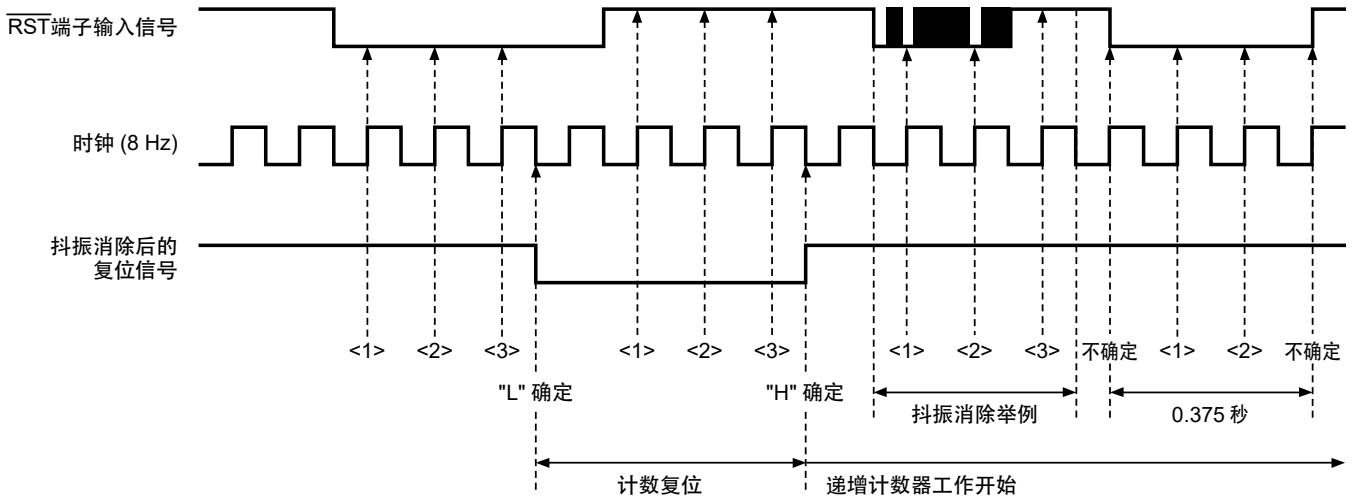 RST端子输入信号
时钟 (8 Hz)
抖振消除后的
复位信号
<1> <2> <3> <1> <2> <3> <1> <2> <3> 不确定 <1> <2> 不确定
"L" 确定 "H" 确定
抖振消除举例 0.375 秒
计数复位 递增计数器工作开始